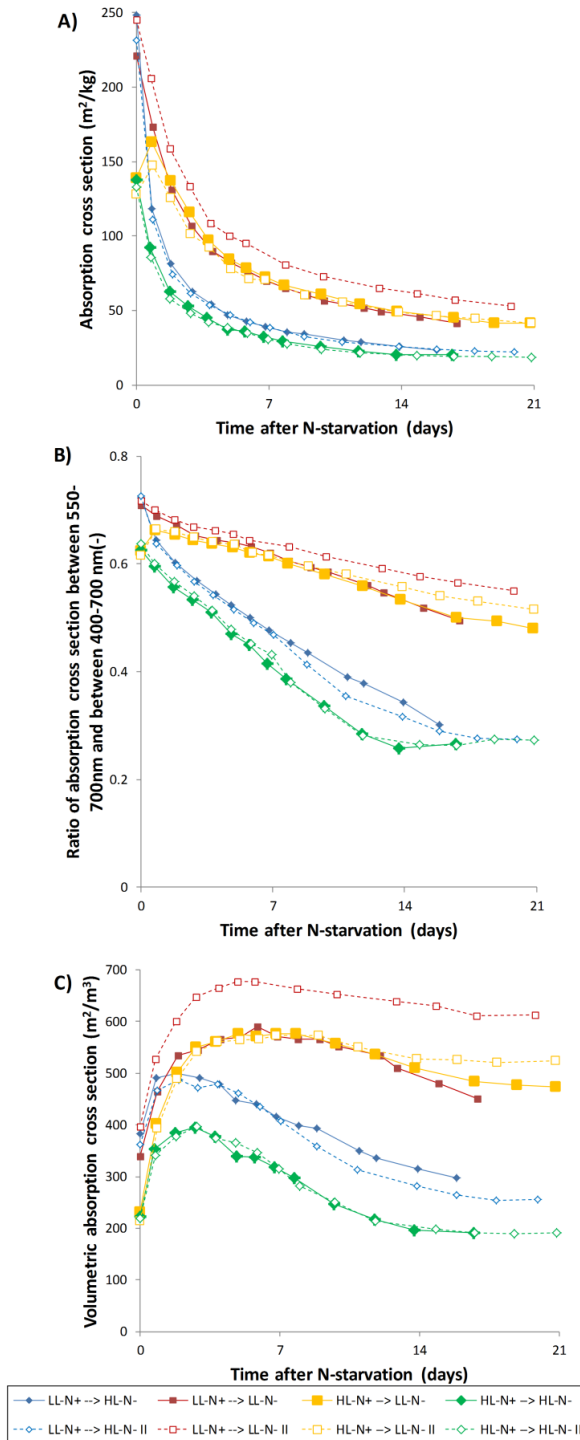 A)
250
200
150
100
50
0
Absorption cross section (m²/kg)
0 7 14 21
Time after N-starvation (days)
B)
0.8
0.6
0.4
0.2
0
Ratio of absorption cross section between 550-
700nm and between 400-700 nm(-)
0 7 14 21
Time after N-starvation (days)
C)
700
600
500
400
300
200
100
0
Volumetric absorption cross section (m²/m³)
0 7 14 21
Time after N-starvation (days)
LL-N+ --> HL-N- LL-N+ --> LL-N- HL-N+ --> LL-N- HL-N+ --> HL-N-
LL-N+ --> HL-N- II LL-N+ --> LL-N- II HL-N+ --> LL-N- II HL-N+ --> HL-N- II